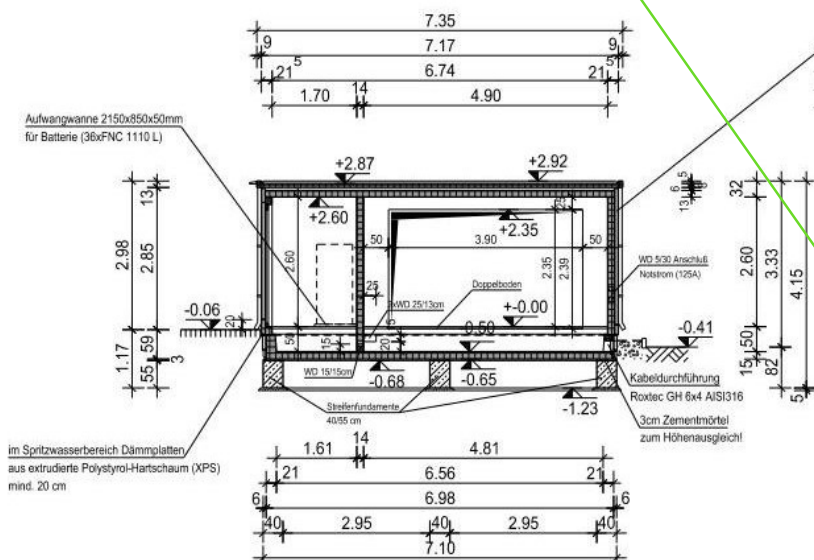 7.35
9 7.17 9
5 21 6.74 21 5
14
1.70 4.90
Aufwangwanne 2150x850x50mm
für Batterie (36xFNC 1110 L)
+2.87 +2.92
13 +2.60 25 +2.35
32
13
2.98 2.85 2.60 50 3.90 50 2.35 2.39 2.60 3.33 4.15
WD 5/30 Anschluß
Notstrom (125A)
25
Doppelboden
2xWD 25/13cm
-0.06 20 +-0.00 -0.41
50 15 20 15 -0.50 50
1.17 59 3 55 15 82 5
WD 15/15cm -0.68 -0.65
Kabeldurchführung
Roxtec GH 6x4 AISI316
Streifenfundamente
40/55 cm
-1.23
3cm Zementmörtel
zum Höhenausgleich!
im Spritzwasserbereich Dämmplatten
aus extrudierte Polystyrol-Hartschaum (XPS)
mind. 20 cm
14
1.61 4.81
21 6.56 21
6 6.98 6
40 2.95 40 2.95 40
7.10